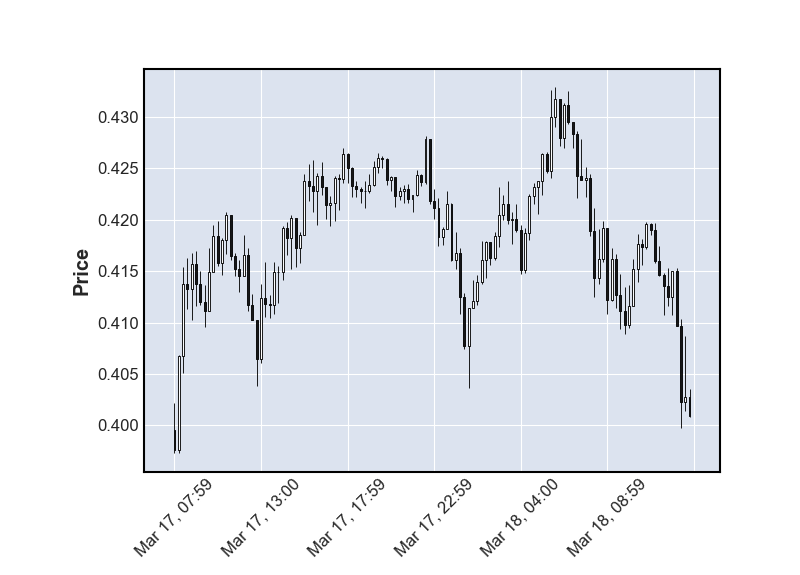 0.430
0.425
0.420
0.415
0.410
0.405
0.400
Price
Mar 17, 07:59
Mar 17, 13:00
Mar 17, 17:59
Mar 17, 22:59
Mar 18, 04:00
Mar 18, 08:59